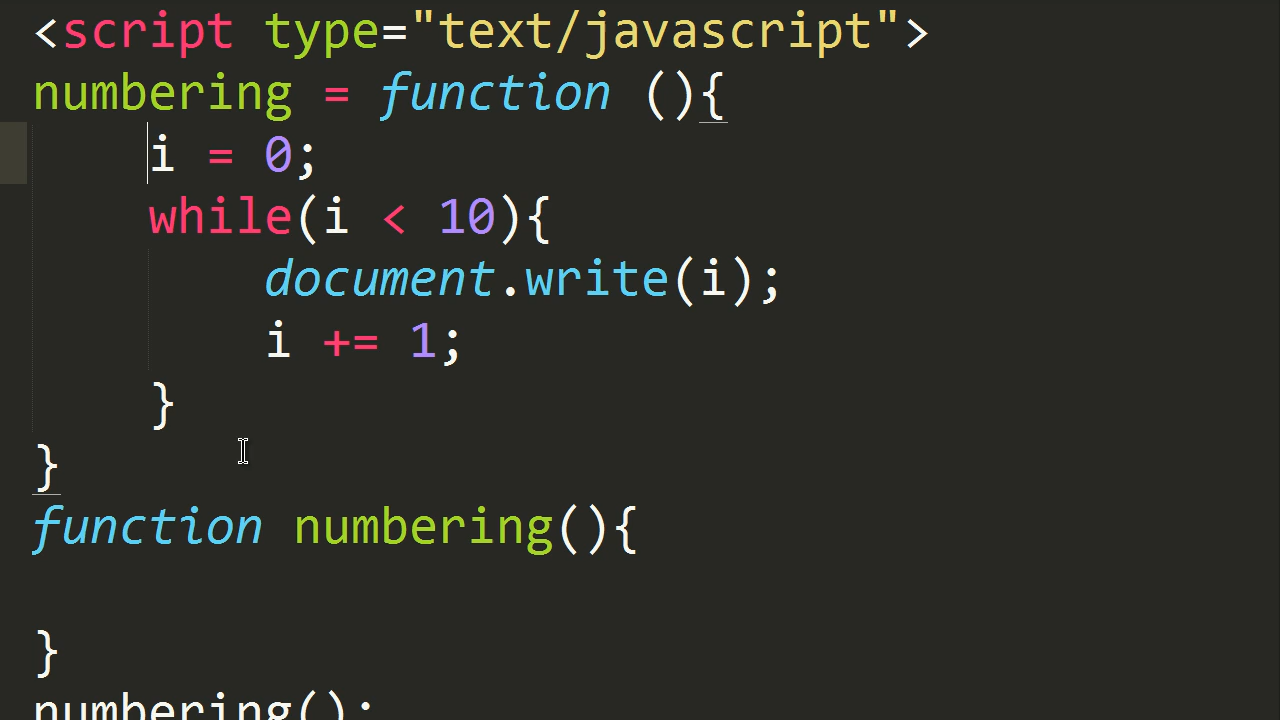 <script type="text/javascript">
numbering = function (){
    i = 0;
    while(i < 10){
        document.write(i);
        i += 1;
    }
}
function numbering(){

}
numbering();